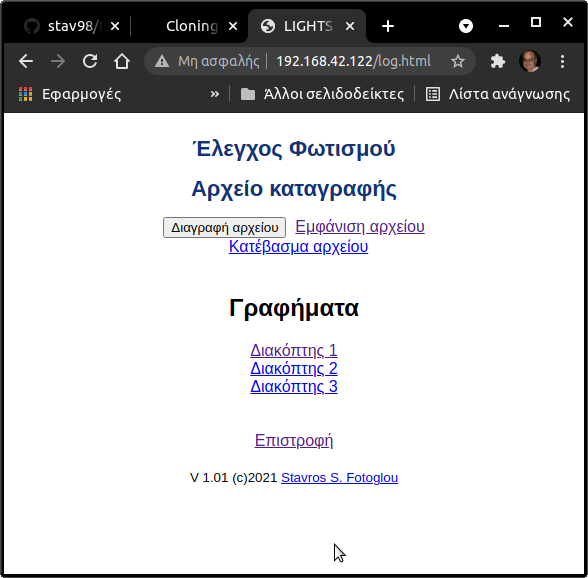 stav98/
Cloning
LIGHTS
Μη ασφαλής 192.168.42.122/log.html
Εφαρμογές » Άλλοι σελιδοδείκτες Λίστα ανάγνωσης
Έλεγχος Φωτισμού
Αρχείο καταγραφής
Διαγραφή αρχείου Εμφάνιση αρχείου
Κατέβασμα αρχείου
Γραφήματα
Διακόπτης 1
Διακόπτης 2
Διακόπτης 3
Επιστροφή
V 1.01 (c)2021 Stavros S. Fotoglou